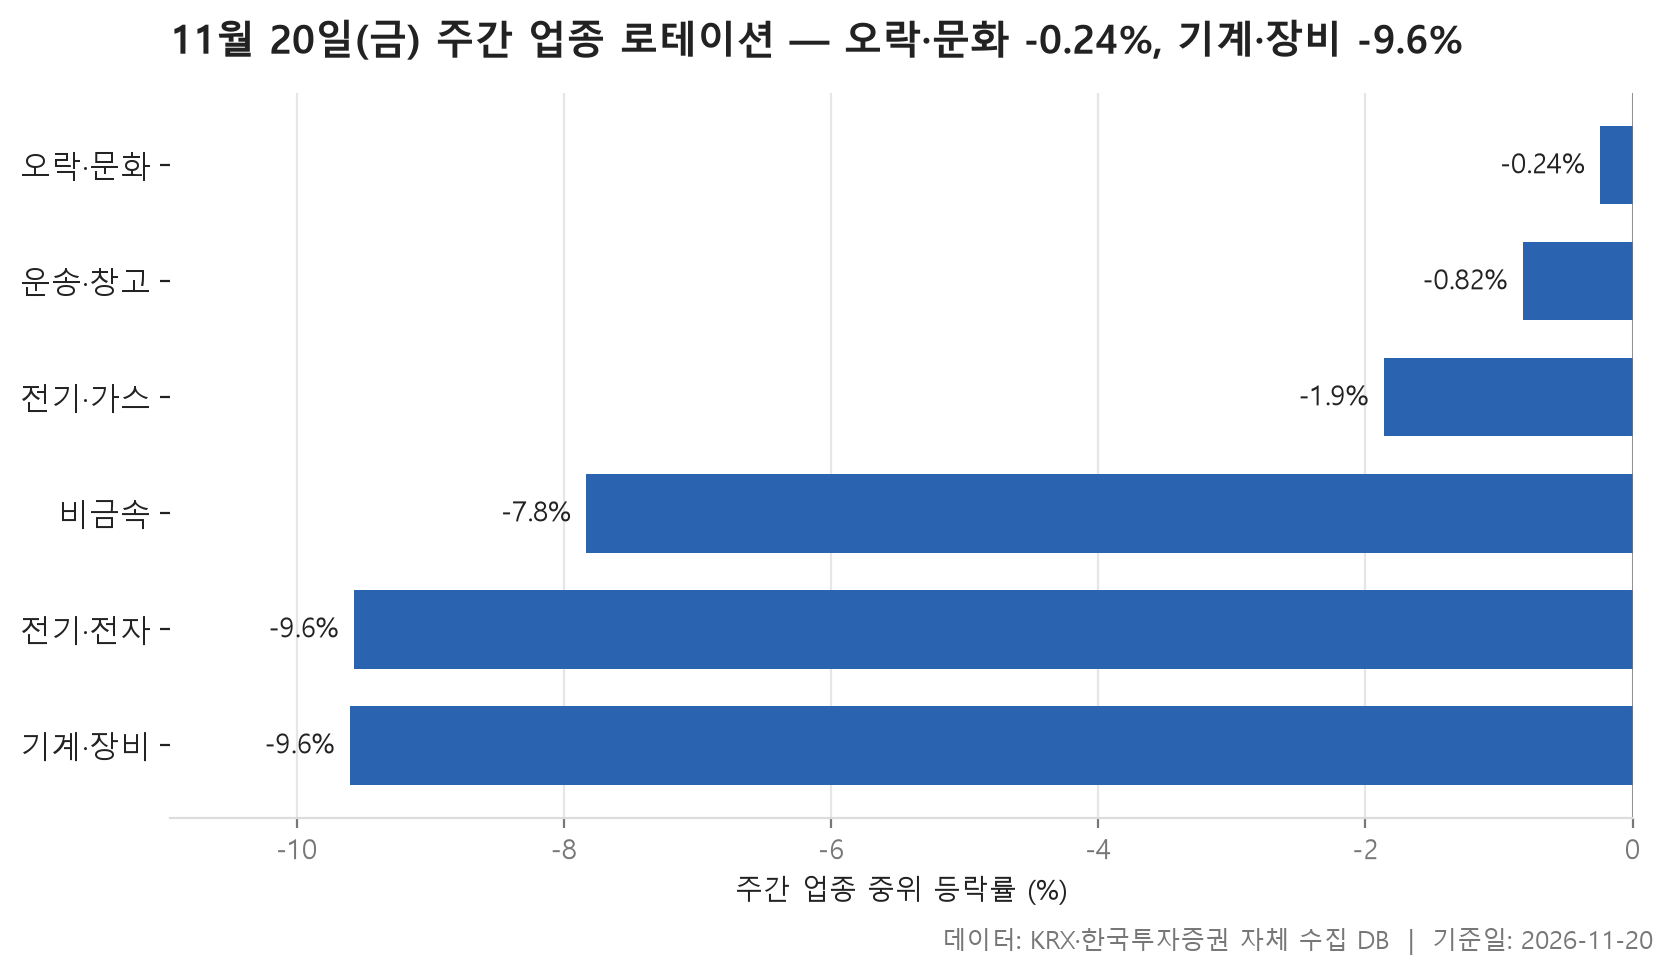 11월 20일(금) 주간 업종 로테이션 — 오락·문화 -0.24%, 기계·장비 -9.6%
오락·문화 -0.24%
운송·창고 -0.82%
전기·가스 -1.9%
비금속 -7.8%
전기·전자 -9.6%
기계·장비 -9.6%
-10 -8 -6 -4 -2 0
주간 업종 중위 등락률 (%)
데이터: KRX·한국투자증권 자체 수집 DB | 기준일: 2026-11-20